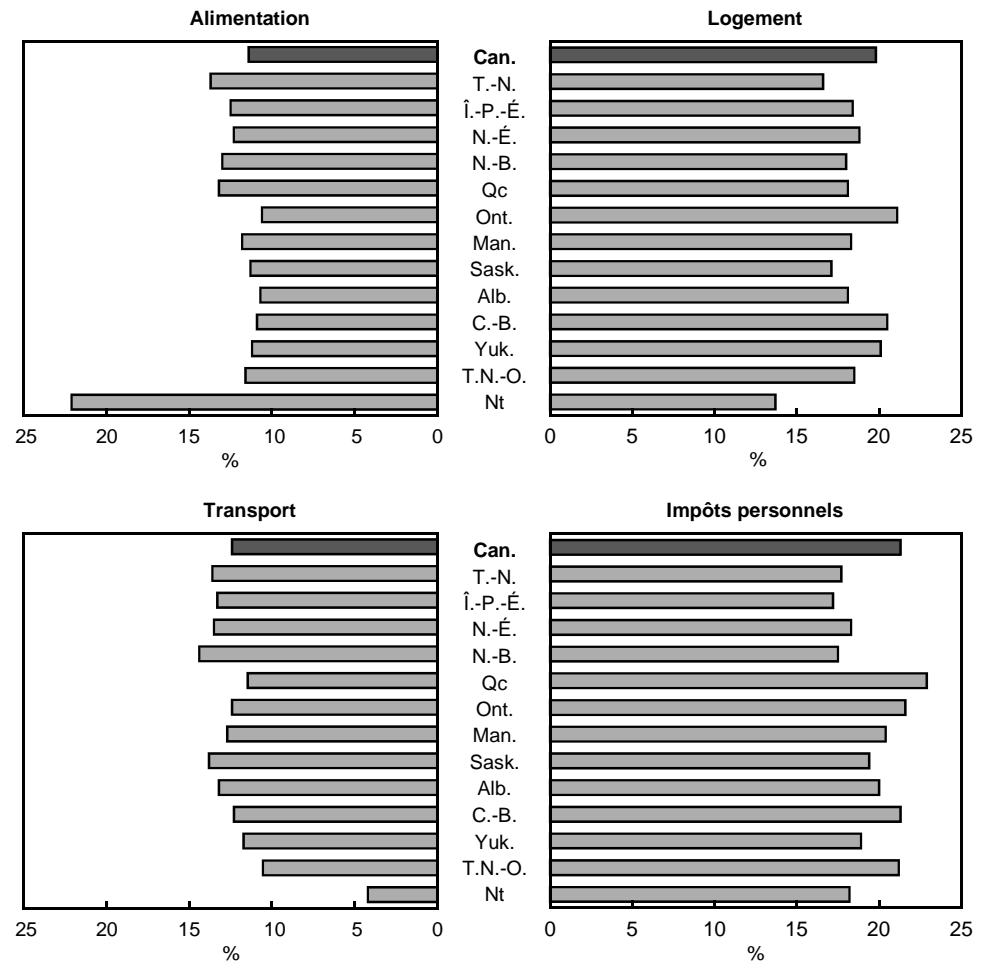 Alimentation
Logement
Can.
T.-N.
Î.-P.-É.
N.-É.
N.-B.
Qc
Ont.
Man.
Sask.
Alb.
C.-B.
Yuk.
T.N.-O.
Nt
25 20 15 10 5 0
0 5 10 15 20 25
%
%
Transport
Impôts personnels
Can.
T.-N.
Î.-P.-É.
N.-É.
N.-B.
Qc
Ont.
Man.
Sask.
Alb.
C.-B.
Yuk.
T.N.-O.
Nt
25 20 15 10 5 0
0 5 10 15 20 25
%
%